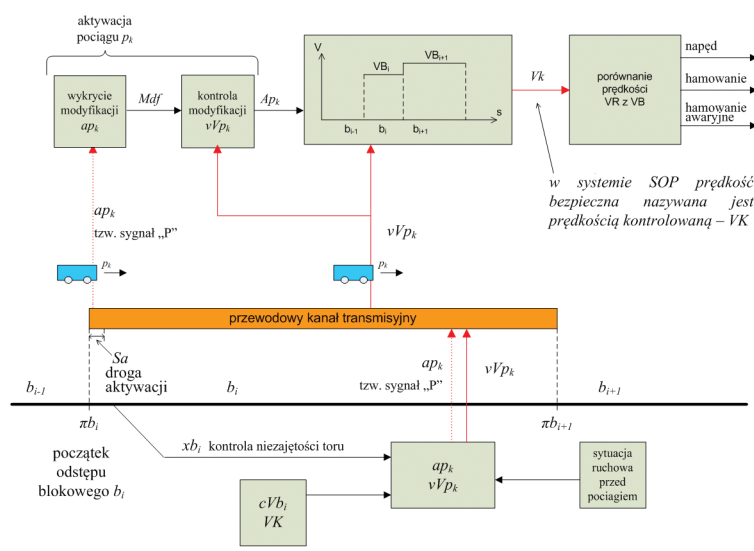 aktywacja
pociągu pk
wykrycie
modyfikacji
apk
Mdf
kontrola
modyfikacji
vVpk
Apk
V
VBi
VBi+1
s
bi-1
bi
bi+1
Vk
porównanie
prędkości
VR z VB
napęd
hamowanie
hamowanie
awaryjne
w systemie SOP prędkość
bezpieczna nazywana jest
prędkością kontrolowaną – VK
apk
tzw. sygnał „P”
vVpk
pk
pk
przewodowy kanał transmisyjny
Sa
droga
aktywacji
apk
tzw. sygnał „P”
vVpk
bi-1
bi
bi+1
πbi
πbi+1
początek
odstępu
blokowego bi
xbi kontrola niezajętości toru
apk
vVpk
sytuacja
ruchowa
przed
pociagiem
cVbi
VK